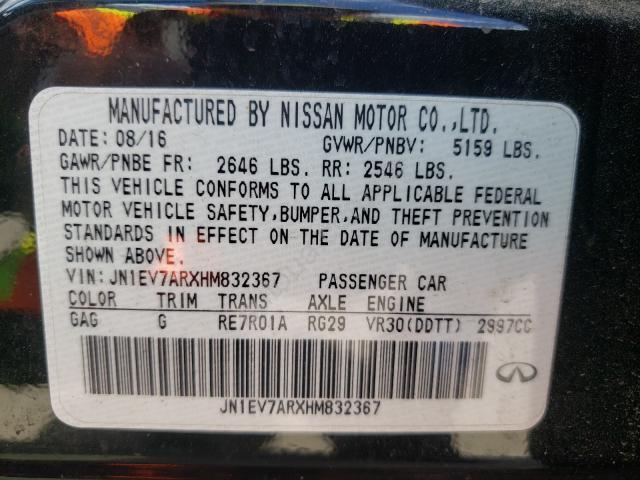 MANUFACTURED BY NISSAN MOTOR CO.,LTD.
DATE: 08/16 GVWR/PNBV: 5159 LBS.
GAWR/PNBE FR: 2646 LBS. RR: 2546 LBS.
THIS VEHICLE CONFORMS TO ALL APPLICABLE FEDERAL
MOTOR VEHICLE SAFETY,BUMPER,AND THEFT PREVENTION
STANDARDS IN EFFECT ON THE DATE OF MANUFACTURE
SHOWN ABOVE.
VIN: JN1EV7ARXHM832367 PASSENGER CAR
COLOR TRIM TRANS AXLE ENGINE
GAG G RE7R01A RG29 VR30(DDTT) 2997CC
JN1EV7ARXHM832367